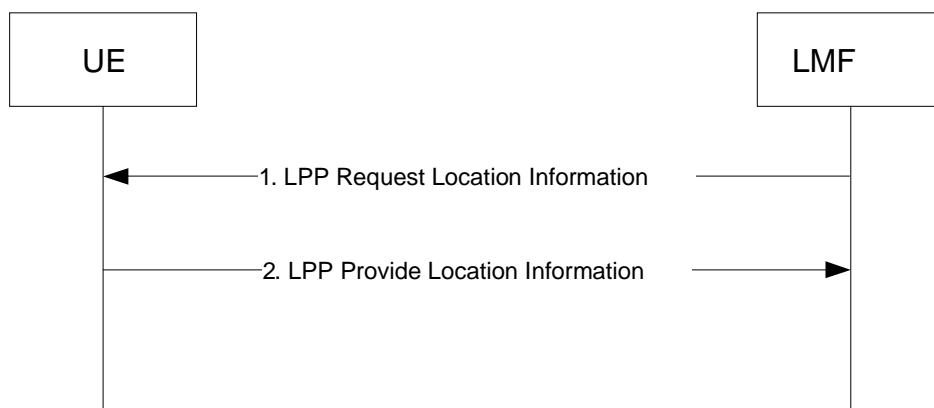 UE
LMF
1. LPP Request Location Information
2. LPP Provide Location Information